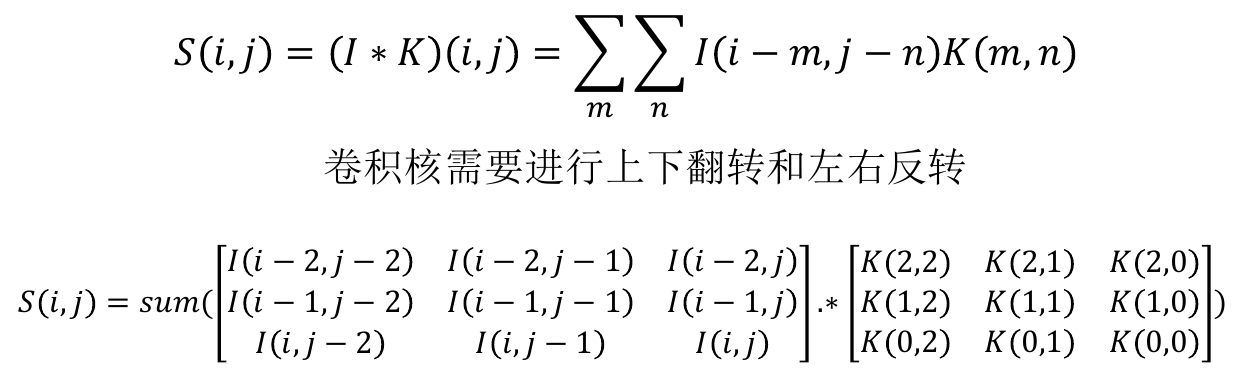 S(i,j) = (I ∗ K)(i,j) = ∑_m ∑_n I(i − m, j − n)K(m,n)
卷积核需要进行上下翻转和左右反转
I(i − 2, j − 2) I(i − 2, j − 1) I(i − 2, j) K(2,2) K(2,1) K(2,0)
S(i,j) = sum([I(i − 1, j − 2) I(i − 1, j − 1) I(i − 1, j)] .∗ [K(1,2) K(1,1) K(1,0)])
I(i, j − 2) I(i, j − 1) I(i, j) K(0,2) K(0,1) K(0,0)